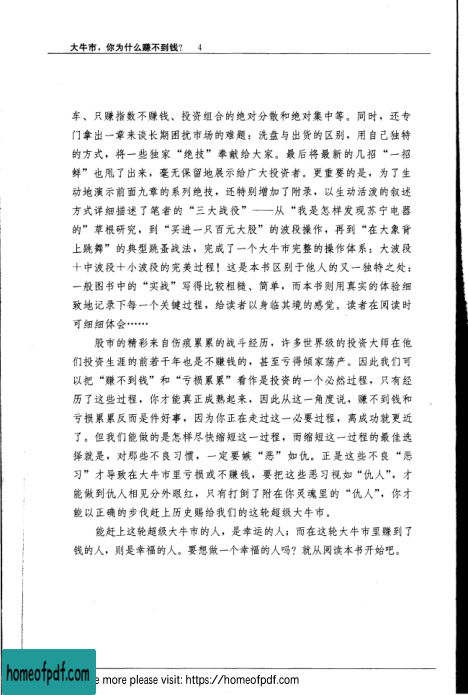 大牛市，你为什么赚不到钱？ 4
车、只赚指数不赚钱、投资组合的绝对分散和绝对集中等。同时，还专
门拿出一章来谈长期困扰市场的难题：洗盘与出货的区别，用自己独特
的方式，将一些独家“绝技”奉献给大家。最后将最新的几招“一招
鲜”也甩了出来，毫无保留地展示给广大投资者。更重要的是，为了生
动地演示前面九章的系列绝技，还特别增加了附录，以生动活泼的叙述
方式详细描述了笔者的“三大战役”——从“我是怎样发现苏宁电器
的”草根研究，到“买进一只百元大股”的波段操作，再到“在大象背
上跳舞”的典型跳蚤战法，完成了一个大牛市完整的操作体系：大波段
＋中波段＋小波段的完美过程！这是本书区别于他人的又一独特之处：
一般图书中的“实战”写得比较粗糙、简单，而本书则用真实的体验细
致地记录下每一个关键过程，给读者以身临其境的感觉。读者在阅读时
可细细体会……
股市的精彩来自伤痕累累的战斗经历，许多世界级的投资大师在他
们投资生涯的前若干年也是不赚钱的，甚至亏得倾家荡产。因此我们可
以把“赚不到钱”和“亏损累累”看作是投资的一个必然过程，只有经
历了这些过程，你才能真正成熟起来，因此从这一角度说，赚不到钱和
亏损累累反而是件好事，因为你正在走过这一必要过程，离成功就更近
了。但我们能做的是怎样尽快缩短这一过程，而缩短这一过程的最佳选
择就是，对那些不良习惯，一定要嫉“恶”如仇。正是这些不良“恶
习”才导致在大牛市里亏损或不赚钱，要把这些恶习视如“仇人”，才
能做到仇人相见分外眼红，只有打倒了附在你灵魂里的“仇人”，你才
能以正确的步伐赶上历史赐给我们的这轮超级大牛市。
能赶上这轮超级大牛市的人，是幸运的人；而在这轮大牛市里赚到了
钱的人，则是幸福的人。要想做一个幸福的人吗？就从阅读本书开始吧。
homeofpdf.com
e more please visit: https://homeofpdf.com